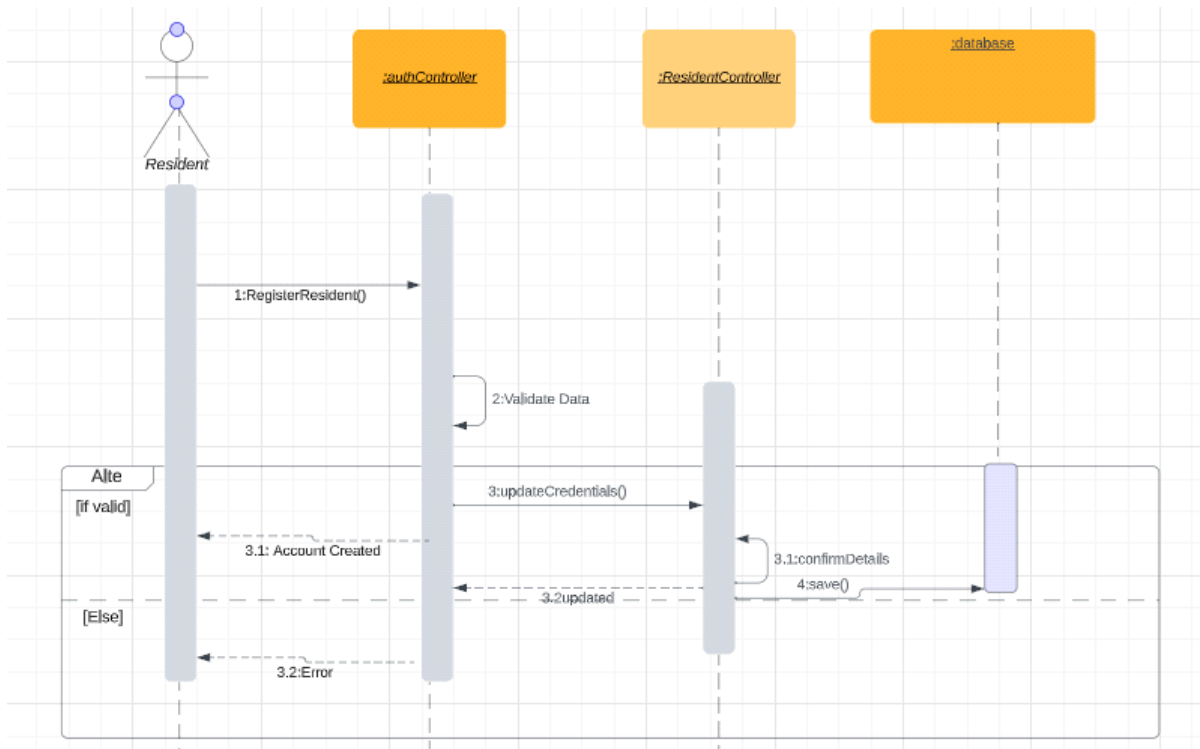 :authController
:ResidentController
:database
Resident
1:RegisterResident()
2:Validate Data
Alte
[if valid]
3:updateCredentials()
3.1: Account Created
3.1:confirmDetails
4:save()
3.2updated
[Else]
3.2:Error